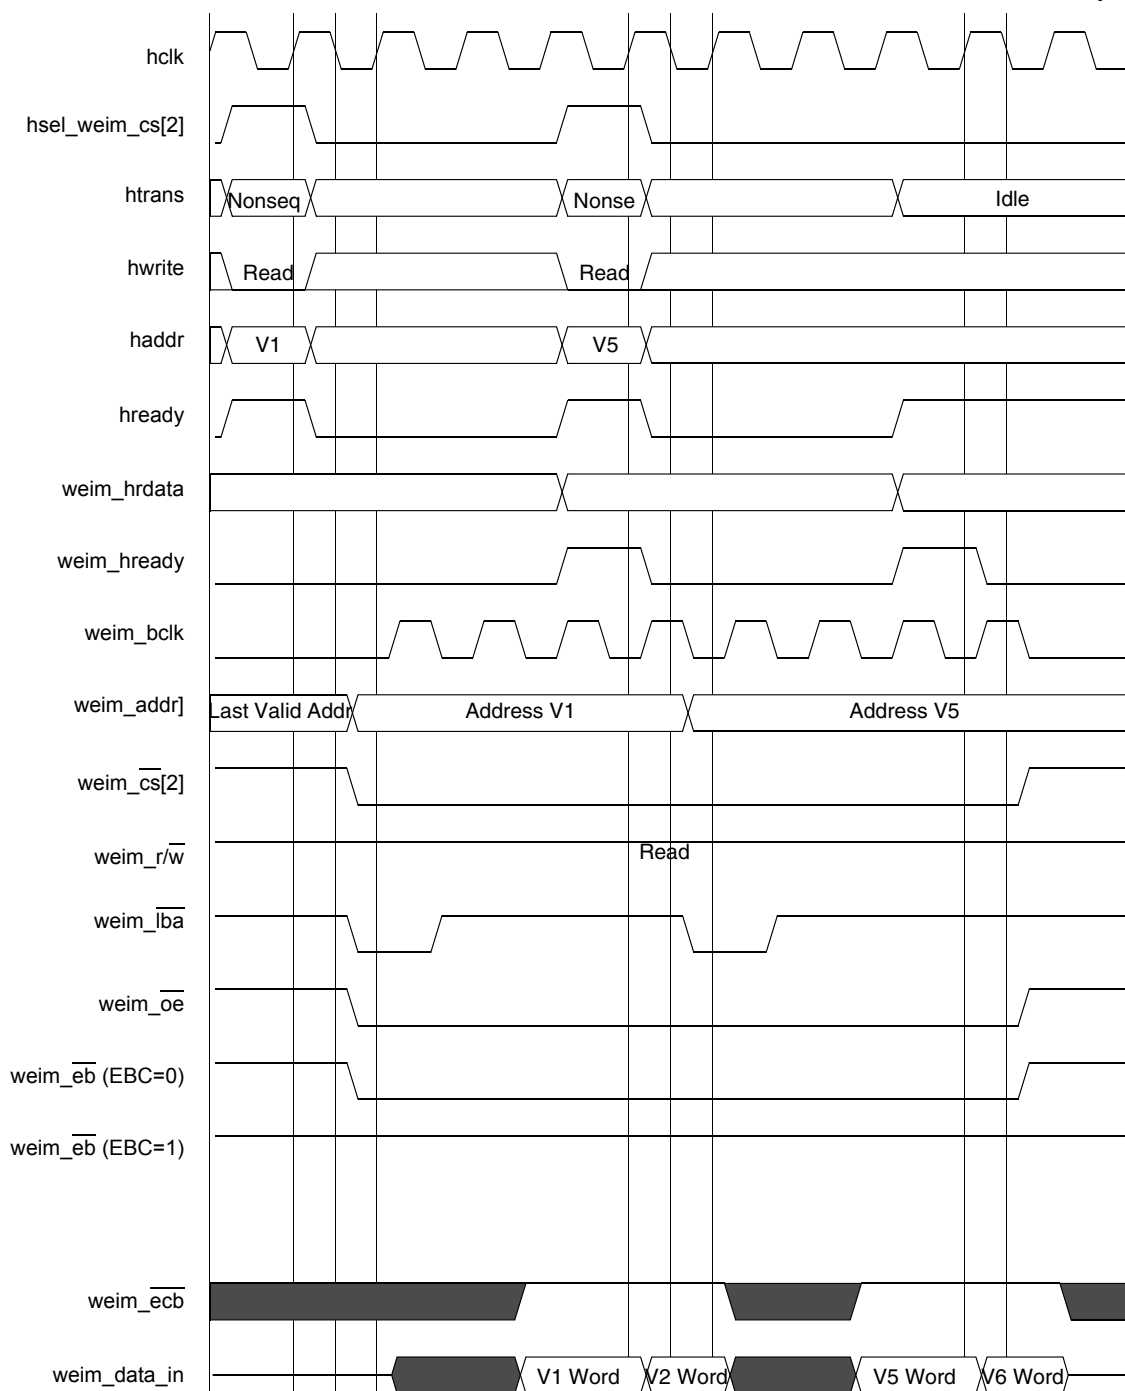 hclk
hsel_weim_cs[2]
htrans Nonseq Nonse Idle
hwrite Read Read
haddr V1 V5
hready
weim_hrdata
weim_hready
weim_bclk
weim_addr] Last Valid Addr Address V1 Address V5
weim_cs[2]
weim_r/w Read
weim_lba
weim_oe
weim_eb (EBC=0)
weim_eb (EBC=1)
weim_ecb
weim_data_in V1 Word V2 Word V5 Word V6 Word